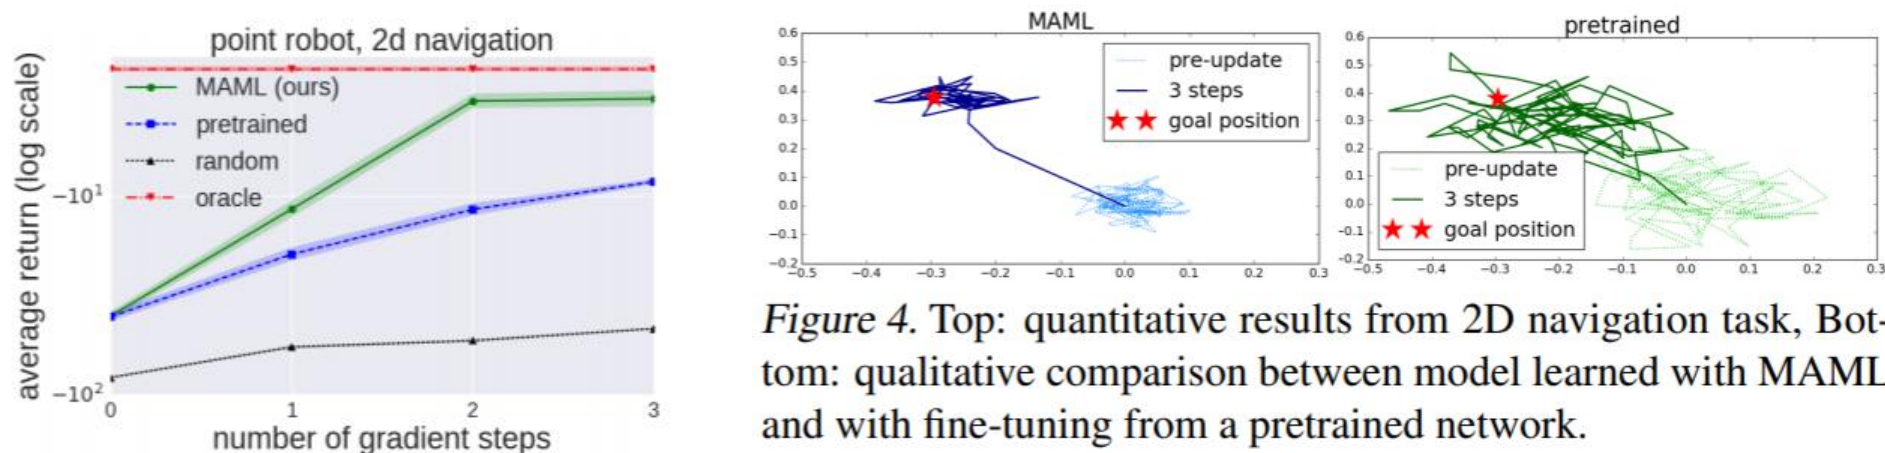 point robot, 2d navigation
average return (log scale)
MAML (ours)
pretrained
random
oracle
−10¹
−10²
0 1 2 3
number of gradient steps
MAML
0.6
0.5
0.4
0.3
0.2
0.1
0.0
−0.1
−0.2
pre-update
3 steps
goal position
−0.5 −0.4 −0.3 −0.2 −0.1 0.0 0.1 0.2 0.3
pretrained
0.6
0.5
0.4
0.3
0.2
0.1
0.0
−0.1
−0.2
pre-update
3 steps
goal position
−0.5 −0.4 −0.3 −0.2 −0.1 0.0 0.1 0.2 0.3
Figure 4. Top: quantitative results from 2D navigation task, Bot-
tom: qualitative comparison between model learned with MAML
and with fine-tuning from a pretrained network.